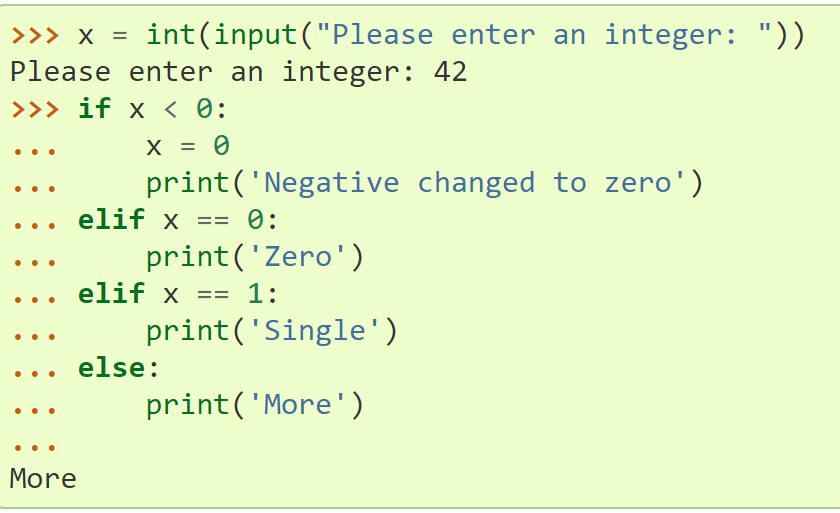 >>> x = int(input("Please enter an integer: "))
Please enter an integer: 42
>>> if x < 0:
...     x = 0
...     print('Negative changed to zero')
... elif x == 0:
...     print('Zero')
... elif x == 1:
...     print('Single')
... else:
...     print('More')
...
More